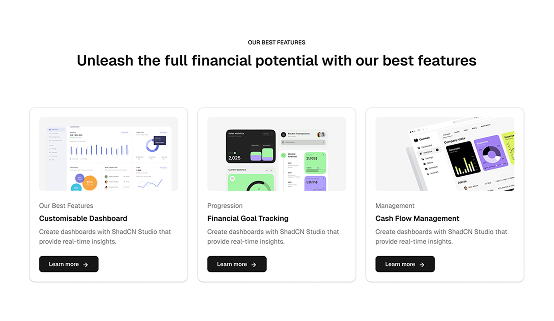 OUR BEST FEATURES
Unleash the full financial potential with our best features
Our Best Features
Customisable Dashboard
Create dashboards with ShadCN Studio that
provide real-time insights.
Learn more →
Progression
Financial Goal Tracking
Create dashboards with ShadCN Studio that
provide real-time insights.
Learn more →
Management
Cash Flow Management
Create dashboards with ShadCN Studio that
provide real-time insights.
Learn more →